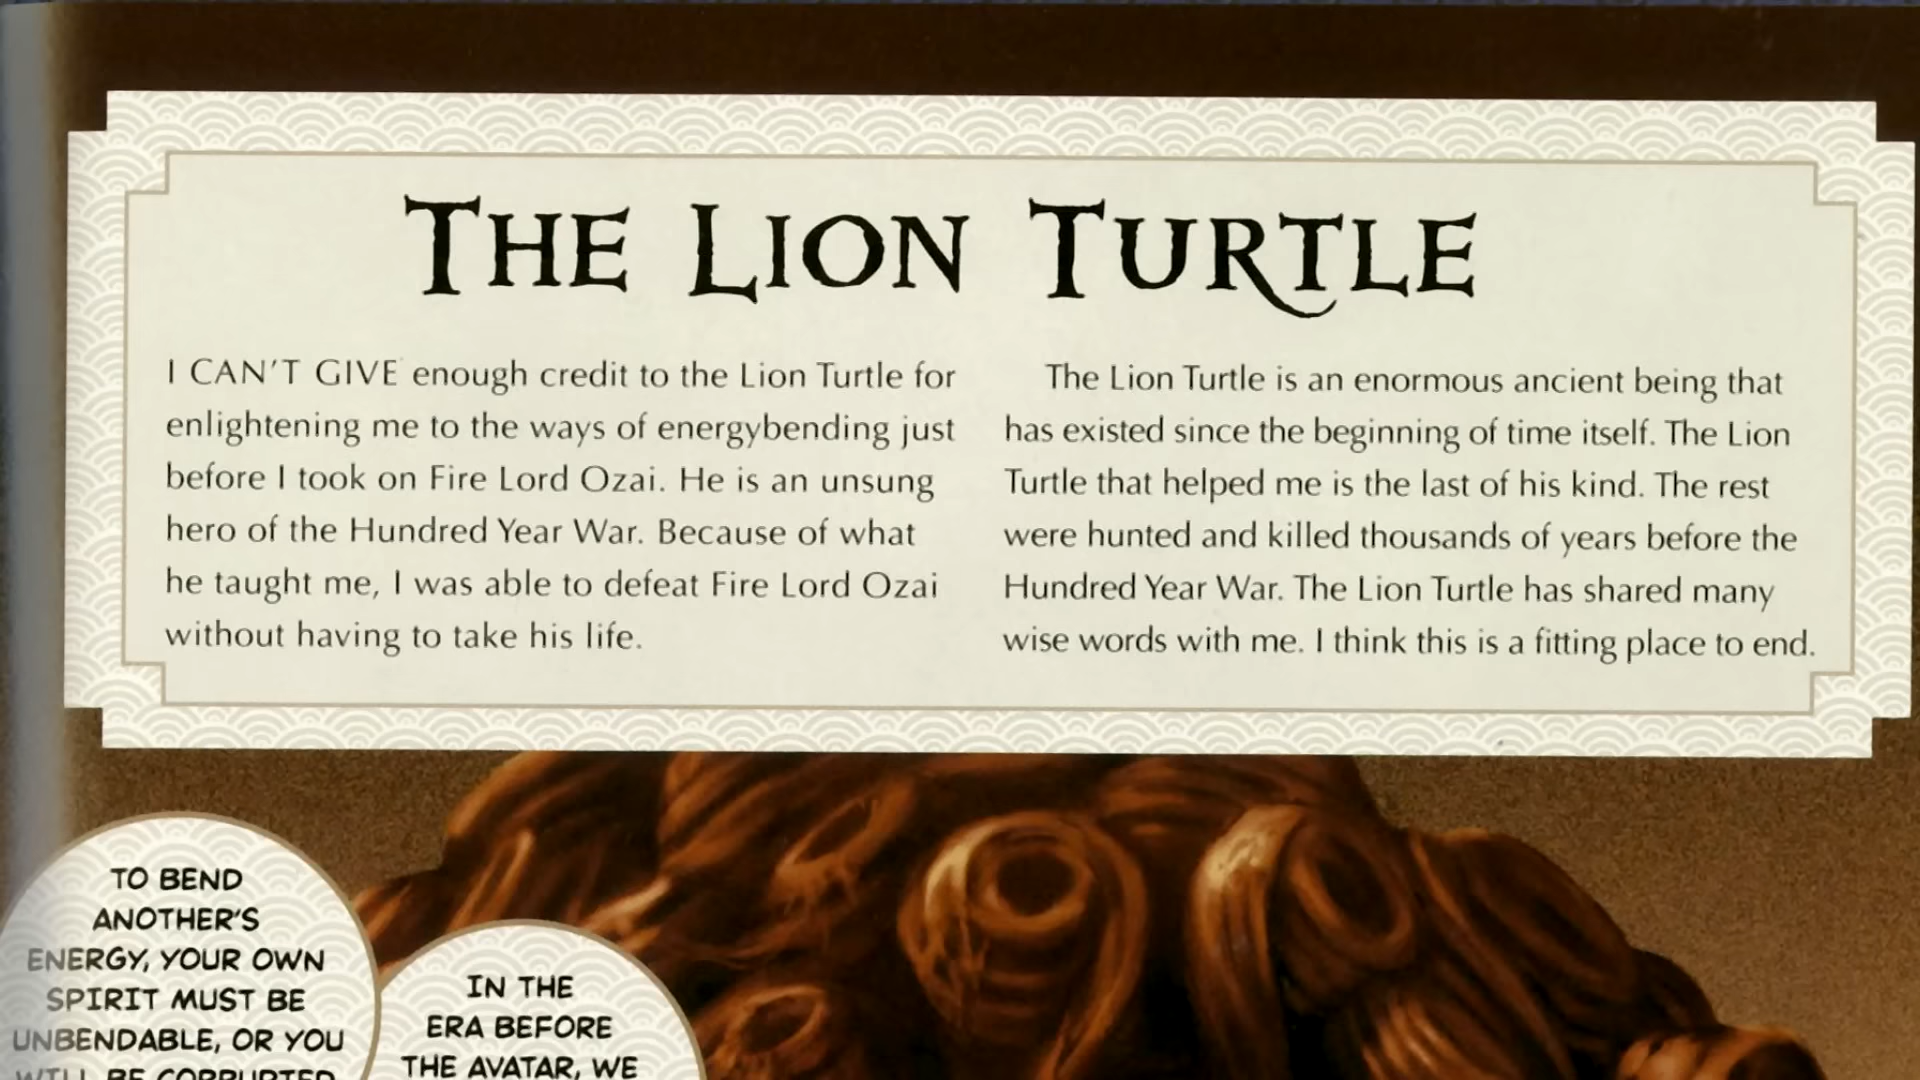 THE LION TURTLE
I CAN'T GIVE enough credit to the Lion Turtle for
enlightening me to the ways of energybending just
before I took on Fire Lord Ozai. He is an unsung
hero of the Hundred Year War. Because of what
he taught me, I was able to defeat Fire Lord Ozai
without having to take his life.
The Lion Turtle is an enormous ancient being that
has existed since the beginning of time itself. The Lion
Turtle that helped me is the last of his kind. The rest
were hunted and killed thousands of years before the
Hundred Year War. The Lion Turtle has shared many
wise words with me. I think this is a fitting place to end.
TO BEND
ANOTHER'S
ENERGY, YOUR OWN
SPIRIT MUST BE
UNBENDABLE, OR YOU
WILL BE CORRUPTED
IN THE
ERA BEFORE
THE AVATAR, WE